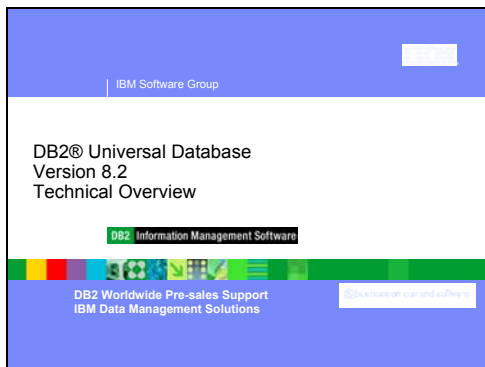 IBM Software Group
DB2® Universal Database
Version 8.2
Technical Overview
DB2 Information Management Software
DB2 Worldwide Pre-sales Support
IBM Data Management Solutions